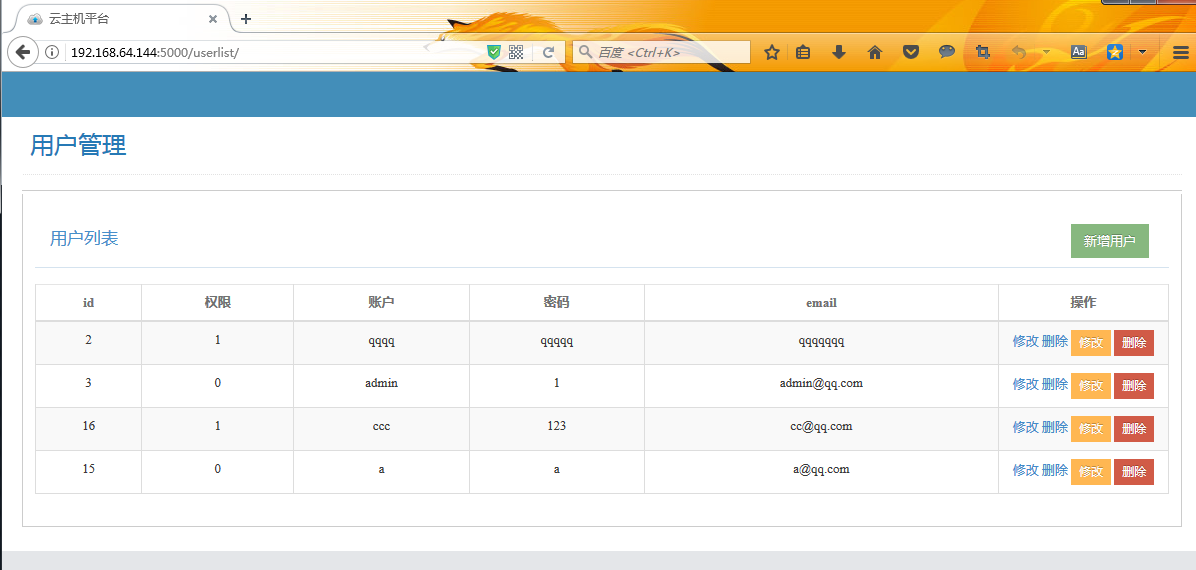 云主机平台
192.168.64.144:5000/userlist/
百度 <Ctrl+K>
Aa
用户管理
用户列表
新增用户
id 权限 账户 密码 email 操作
2 1 qqqq qqqqq qqqqqqq 修改 删除 修改 删除
3 0 admin 1 admin@qq.com 修改 删除 修改 删除
16 1 ccc 123 cc@qq.com 修改 删除 修改 删除
15 0 a a a@qq.com 修改 删除 修改 删除